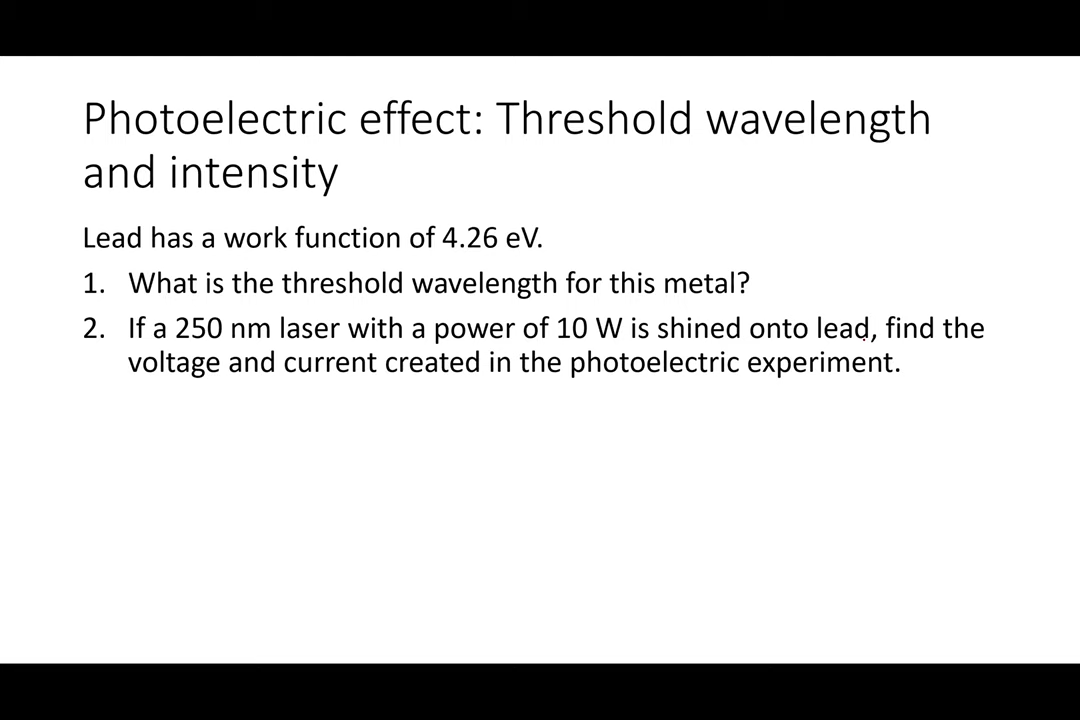 Photoelectric effect: Threshold wavelength
and intensity
Lead has a work function of 4.26 eV.
1. What is the threshold wavelength for this metal?
2. If a 250 nm laser with a power of 10 W is shined onto lead, find the
voltage and current created in the photoelectric experiment.